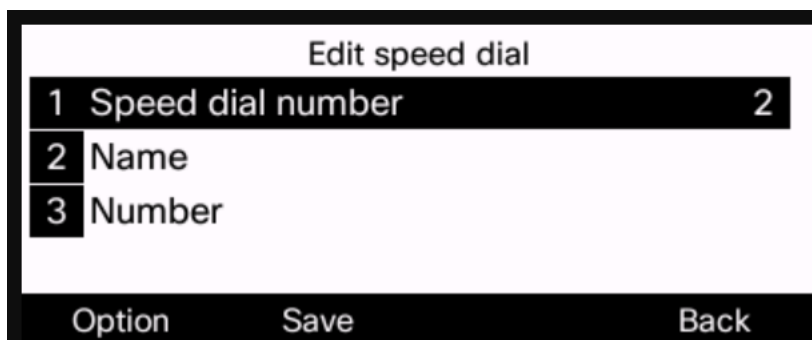 Edit speed dial
1 Speed dial number 2
2 Name
3 Number
Option Save Back